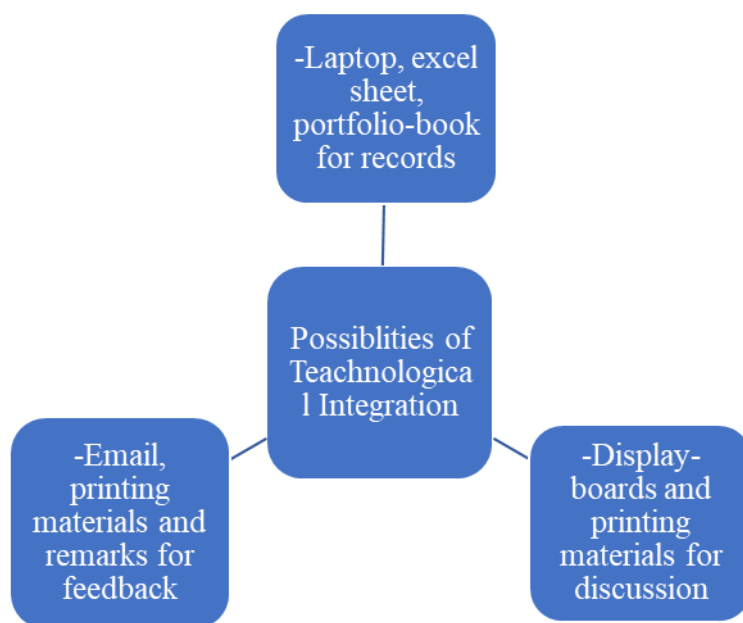 -Laptop, excel
sheet,
portfolio-book
for records
Possiblities of
Teachnologica
l Integration
-Email,
printing
materials and
remarks for
feedback
-Display-
boards and
printing
materials for
discussion